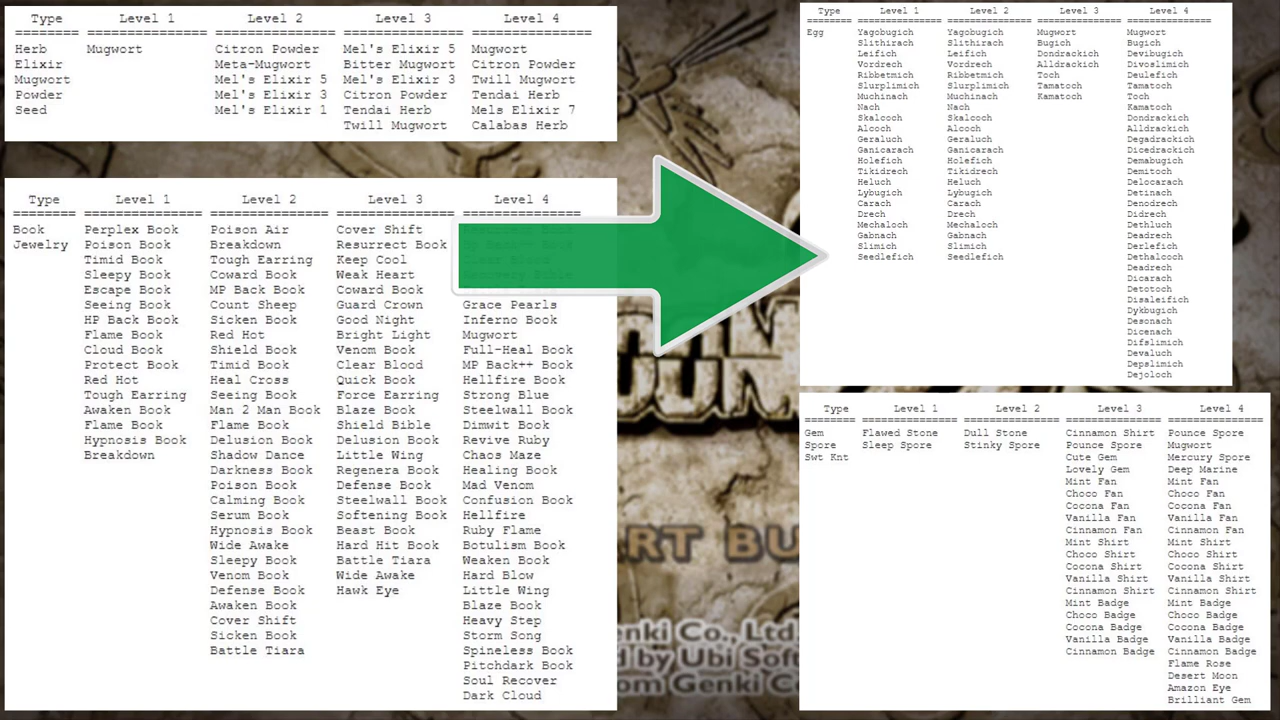 Type Level 1 Level 2 Level 3 Level 4
======== =============== =============== =============== ===============
Herb Mugwort Citron Powder Mel's Elixir 5 Mugwort
Elixir Meta-Mugwort Bitter Mugwort Citron Powder
Mugwort Mel's Elixir 5 Mel's Elixir 3 Twill Mugwort
Powder Mel's Elixir 3 Citron Powder Tendai Herb
Seed Mel's Elixir 1 Tendai Herb Mels Elixir 7
Twill Mugwort Calabas Herb
Type Level 1 Level 2 Level 3 Level 4
======== =============== =============== =============== ===============
Book Perplex Book Poison Air Cover Shift
Jewelry Poison Book Breakdown Resurrect Book
Timid Book Tough Earring Keep Cool
Sleepy Book Coward Book Weak Heart
Escape Book MP Back Book Coward Book
Seeing Book Count Sheep Guard Crown Grace Pearls
HP Back Book Sicken Book Good Night Inferno Book
Flame Book Red Hot Bright Light Mugwort
Cloud Book Shield Book Venom Book Full-Heal Book
Protect Book Timid Book Clear Blood MP Back++ Book
Red Hot Heal Cross Quick Book Hellfire Book
Tough Earring Seeing Book Force Earring Strong Blue
Awaken Book Man 2 Man Book Blaze Book Steelwall Book
Flame Book Flame Book Shield Bible Dimwit Book
Hypnosis Book Delusion Book Delusion Book Revive Ruby
Breakdown Shadow Dance Little Wing Chaos Maze
Darkness Book Regenera Book Healing Book
Poison Book Defense Book Mad Venom
Calming Book Steelwall Book Confusion Book
Serum Book Softening Book Hellfire
Hypnosis Book Beast Book Ruby Flame
Wide Awake Hard Hit Book Botulism Book
Sleepy Book Battle Tiara Weaken Book
Venom Book Wide Awake Hard Blow
Defense Book Hawk Eye Little Wing
Awaken Book Blaze Book
Cover Shift Heavy Step
Sicken Book Storm Song
Battle Tiara Spineless Book
Pitchdark Book
Soul Recover
Dark Cloud
Type Level 1 Level 2 Level 3 Level 4
======== =============== =============== =============== ===============
Egg Yagobugich Yagobugich Mugwort Mugwort
Slithirach Slithirach Bugich Bugich
Leifich Leifich Dondrackich Devibugich
Vordrech Vordrech Alldrackich Divoslimich
Ribbetmich Ribbetmich Toch Deulefich
Slurplimich Slurplimich Tamatoch Tamatoch
Muchinach Muchinach Kamatoch Toch
Nach Nach Kamatoch
Skalcoch Skalcoch Dondrackich
Alcoch Alcoch Alldrackich
Geraluch Geraluch Degadrackich
Ganicarach Ganicarach Dicedrackich
Holefich Holefich Demabugich
Tikidrech Tikidrech Demitoch
Heluch Heluch Delocarach
Lybugich Lybugich Detinach
Carach Carach Denodrech
Drech Drech Didrech
Mechaloch Mechaloch Dethluch
Gabnach Gabnach Deadrech
Slimich Slimich Derlefich
Seedlefich Seedlefich Dethalcoch
Deadrech
Dicarach
Detotoch
Disaleifich
Dykbugich
Desonach
Dicenach
Difslimich
Devaluch
Depslimich
Dejoloch
Type Level 1 Level 2 Level 3 Level 4
======== =============== =============== =============== ===============
Gem Flawed Stone Dull Stone Cinnamon Shirt Pounce Spore
Spore Sleep Spore Stinky Spore Pounce Spore Mugwort
Swt Knt Cute Gem Mercury Spore
Lovely Gem Deep Marine
Mint Fan Mint Fan
Choco Fan Choco Fan
Cocona Fan Cocona Fan
Vanilla Fan Vanilla Fan
Cinnamon Fan Cinnamon Fan
Mint Shirt Mint Shirt
Choco Shirt Choco Shirt
Cocona Shirt Cocona Shirt
Vanilla Shirt Vanilla Shirt
Cinnamon Shirt Cinnamon Shirt
Mint Badge Mint Badge
Choco Badge Choco Badge
Cocona Badge Cocona Badge
Vanilla Badge Vanilla Badge
Cinnamon Badge Cinnamon Badge
Flame Rose
Desert Moon
Amazon Eye
Brilliant Gem
RT BU
Genki Co., Ltd
d by Ubi Soft
om Genki Co